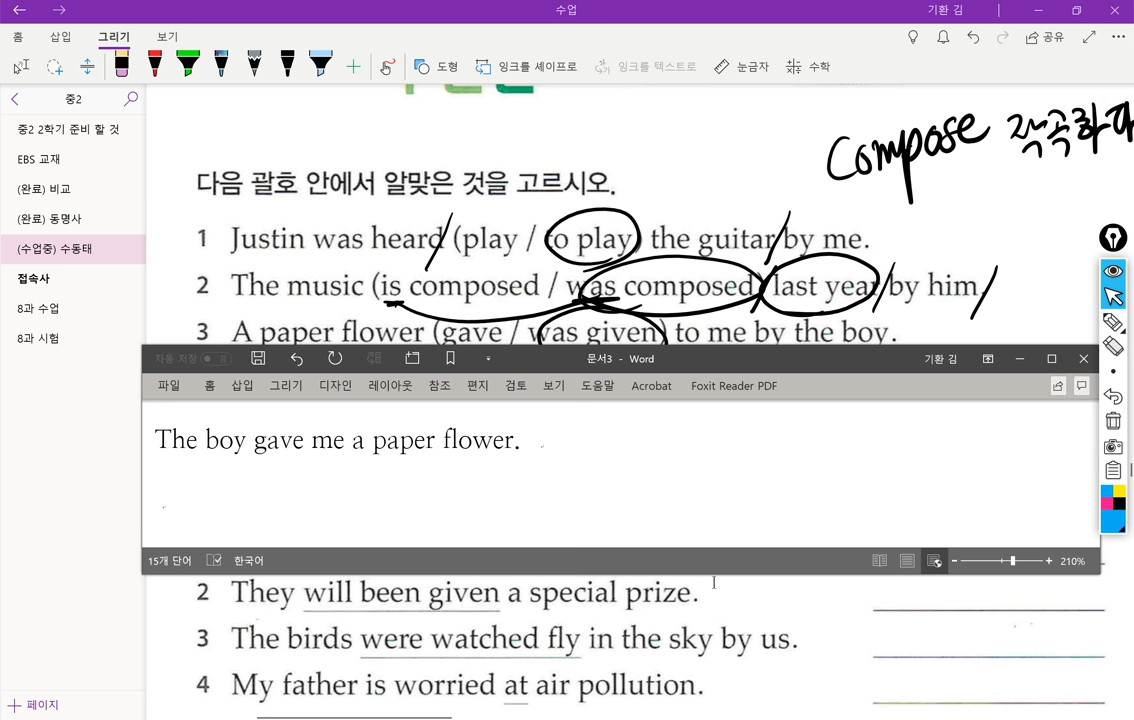 수업
기환 김
홈 삽입 그리기 보기
공유
도형 잉크를 셰이프로 잉크를 텍스트로 눈금자 수학
중2
중2 2학기 준비 할 것
EBS 교재
(완료) 비교
(완료) 동명사
(수업중) 수동태
접속사
8과 수업
8과 시험
페이지
Compose 작곡하다
다음 괄호 안에서 알맞은 것을 고르시오.
1 Justin was heard (play / to play) the guitar by me.
2 The music (is composed / was composed) last year by him.
3 A paper flower (gave / was given) to me by the boy.
자동 저장 문서3 - Word 기환 김
파일 홈 삽입 그리기 디자인 레이아웃 참조 편지 검토 보기 도움말 Acrobat Foxit Reader PDF
The boy gave me a paper flower.
15개 단어 한국어 210%
2 They will been given a special prize.
3 The birds were watched fly in the sky by us.
4 My father is worried at air pollution.